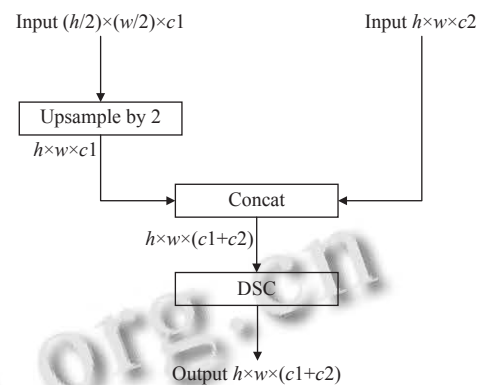 Input (h/2)×(w/2)×c1
Input h×w×c2
Upsample by 2
h×w×c1
Concat
h×w×(c1+c2)
DSC
Output h×w×(c1+c2)
org.cn